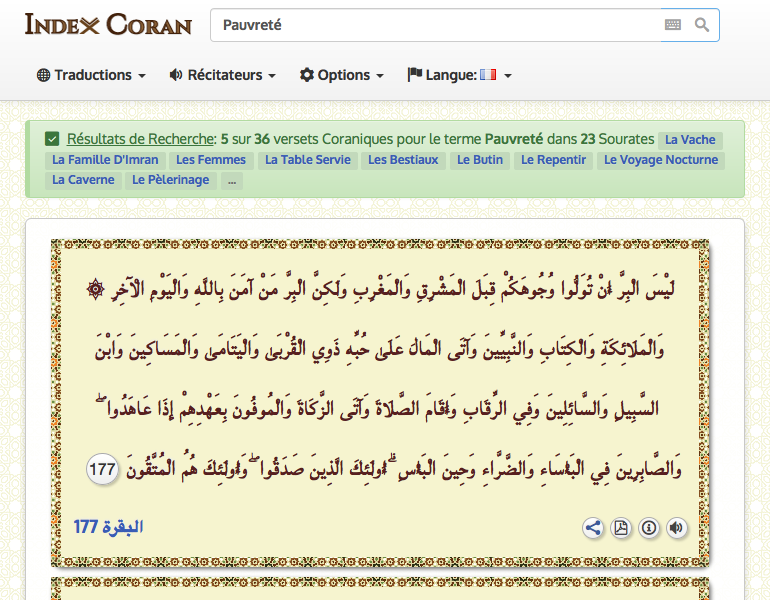 INDEX CORAN
Pauvreté
Traductions
Récitateurs
Options
Langue:
Résultats de Recherche: 5 sur 36 versets Coraniques pour le terme Pauvreté dans 23 Sourates La Vache
La Famille D'Imran Les Femmes La Table Servie Les Bestiaux Le Butin Le Repentir Le Voyage Nocturne
La Caverne Le Pèlerinage ...
۞ لَيْسَ الْبِرَّ أَنْ تُوَلُّوا وُجُوهَكُمْ قِبَلَ الْمَشْرِقِ وَالْمَغْرِبِ وَلَٰكِنَّ الْبِرَّ مَنْ آمَنَ بِاللَّهِ وَالْيَوْمِ الْآخِرِ
وَالْمَلَائِكَةِ وَالْكِتَابِ وَالنَّبِيِّينَ وَآتَى الْمَالَ عَلَىٰ حُبِّهِ ذَوِي الْقُرْبَىٰ وَالْيَتَامَىٰ وَالْمَسَاكِينَ وَابْنَ
السَّبِيلِ وَالسَّائِلِينَ وَفِي الرِّقَابِ وَأَقَامَ الصَّلَاةَ وَآتَى الزَّكَاةَ وَالْمُوفُونَ بِعَهْدِهِمْ إِذَا عَاهَدُوا ۖ
وَالصَّابِرِينَ فِي الْبَأْسَاءِ وَالضَّرَّاءِ وَحِينَ الْبَأْسِ ۗ أُولَٰئِكَ الَّذِينَ صَدَقُوا ۖ وَأُولَٰئِكَ هُمُ الْمُتَّقُونَ 177
البقرة 177